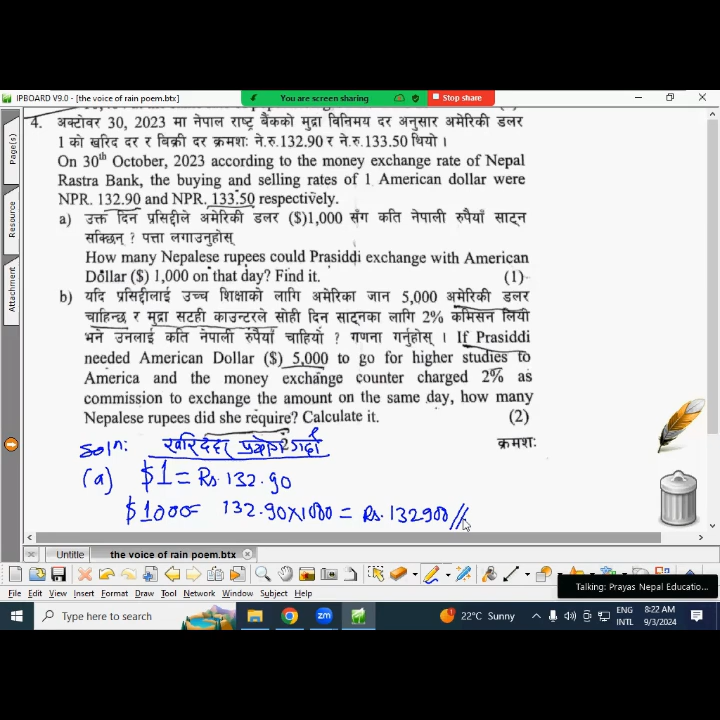 IPBOARD V9.0 - [the voice of rain poem.btx
You are screen sharing
Stop share
4. अक्टोवर 30, 2023 मा नेपाल राष्ट्र बैंकको मुद्रा विनिमय दर अनुसार अमेरिकी डलर
1 को खरिद दर र बिक्री दर क्रमशः ने.रु.132.90 र ने.रु.133.50 थियो ।
On 30th October, 2023 according to the money exchange rate of Nepal
Rastra Bank, the buying and selling rates of 1 American dollar were
NPR. 132.90 and NPR. 133.50 respectively.
a) उक्त दिन प्रसिद्दीले अमेरिकी डलर ($)1,000 सँग कति नेपाली रुपैयाँ साट्न
सक्छिन् ? पत्ता लगाउनुहोस्
How many Nepalese rupees could Prasiddi exchange with American
Dollar ($) 1,000 on that day? Find it. (1)
b) यदि प्रसिद्दीलाई उच्च शिक्षाको लागि अमेरिका जान 5,000 अमेरिकी डलर
चाहिन्छ र मुद्रा सटही काउन्टरले सोही दिन साट्नका लागि 2% कमिसन लियो
भने उनलाई कति नेपाली रुपैयाँ चाहियो ? गणना गर्नुहोस् । If Prasiddi
needed American Dollar ($) 5,000 to go for higher studies to
America and the money exchange counter charged 2% as
commission to exchange the amount on the same day, how many
Nepalese rupees did she require? Calculate it. (2)
क्रमशः
Soln: खरिददर प्रयोग गर्दा
(a) $1 = Rs. 132.90
$1000= 132.90x1000 = Rs. 132900//
Page(s)
Resource
Attachment
Untitle the voice of rain poem.btx
Talking: Prayas Nepal Educatio...
File Edit View Insert Format Draw Tool Network Window Subject Help
Type here to search
22°C Sunny
ENG
INTL
8:22 AM
9/3/2024